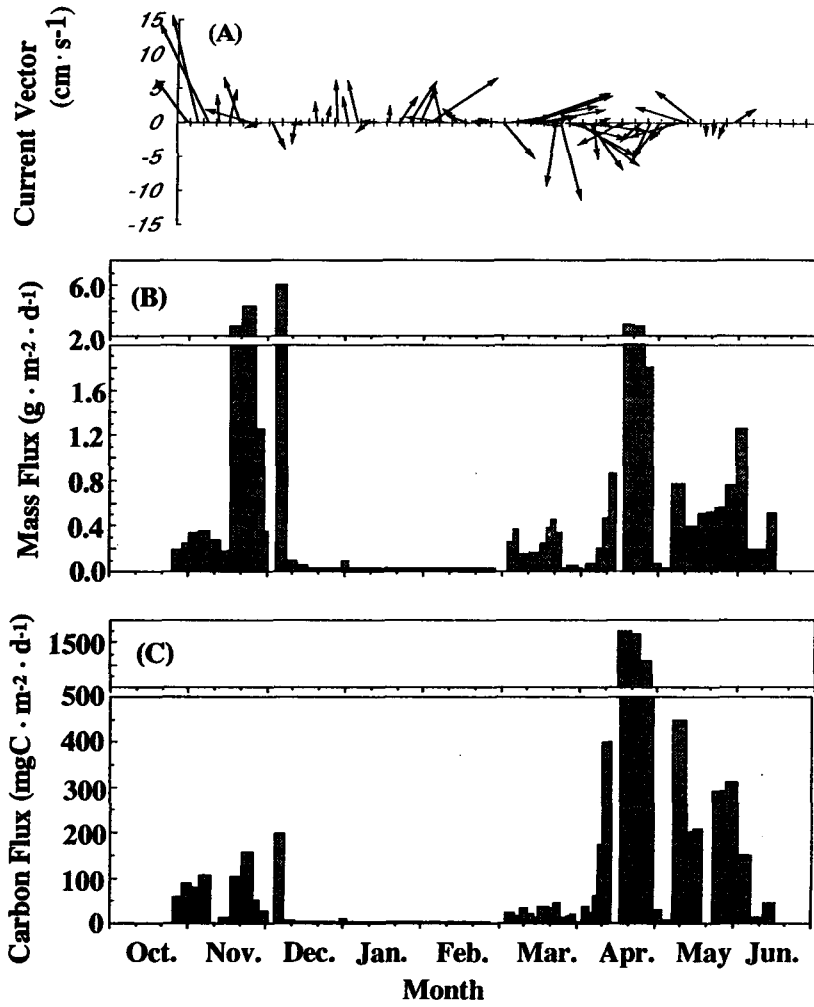 (A)
Current Vector
(cm · s-1)
15
10
5
0
-5
-10
-15
(B)
Mass Flux (g · m-2 · d-1)
6.0
2.0
2.0
1.6
1.2
0.8
0.4
0.0
(C)
Carbon Flux (mgC · m-2 · d-1)
1500
500
400
300
200
100
0
Oct. Nov. Dec. Jan. Feb. Mar. Apr. May Jun.
Month